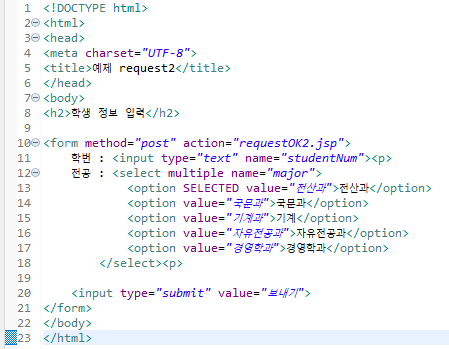 1 <!DOCTYPE html>
2 <html>
3 <head>
4 <meta charset="UTF-8">
5 <title>예제 request2</title>
6 </head>
7 <body>
8 <h2>학생 정보 입력</h2>
9
10 <form method="post" action="requestOK2.jsp">
11 학번 : <input type="text" name="studentNum"><p>
12 전공 : <select multiple name="major">
13 <option SELECTED value="전산과">전산과</option>
14 <option value="국문과">국문과</option>
15 <option value="기계과">기계</option>
16 <option value="자유전공과">자유전공과</option>
17 <option value="경영학과">경영학과</option>
18 </select><p>
19
20 <input type="submit" value="보내기">
21 </form>
22 </body>
23 </html>